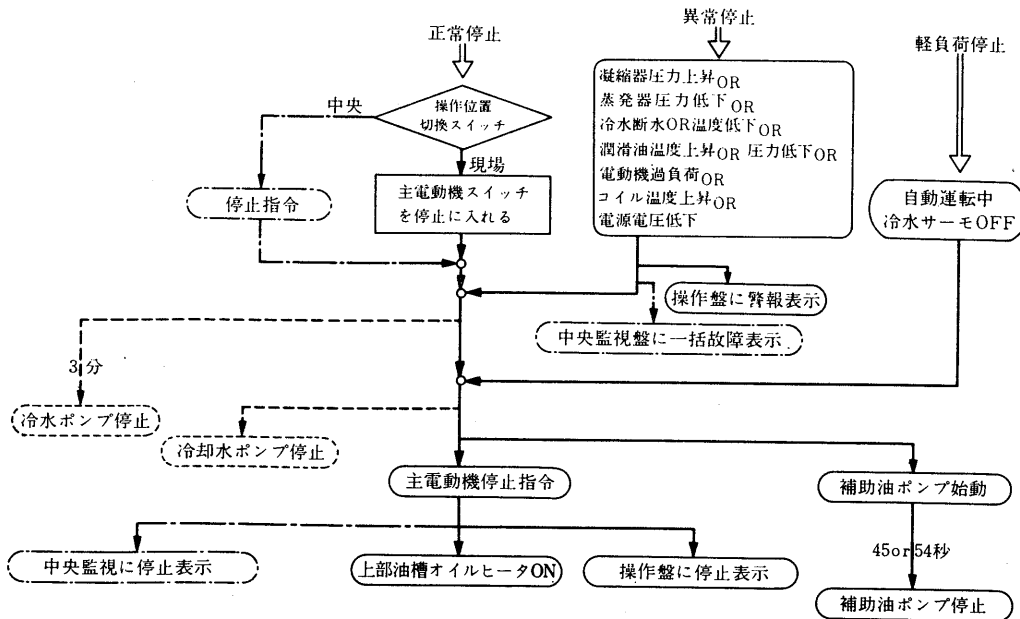 正常停止
異常停止
軽負荷停止
中央
操作位置
切換スイッチ
現場
凝縮器圧力上昇OR
蒸発器圧力低下OR
冷水断水OR温度低下OR
潤滑油温度上昇OR 圧力低下OR
電動機過負荷OR
コイル温度上昇OR
電源電圧低下
停止指令
主電動機スイッチ
を停止に入れる
自動運転中
冷水サーモOFF
操作盤に警報表示
中央監視盤に一括故障表示
3分
冷水ポンプ停止
冷却水ポンプ停止
主電動機停止指令
補助油ポンプ始動
45or54秒
中央監視に停止表示
上部油槽オイルヒータON
操作盤に停止表示
補助油ポンプ停止